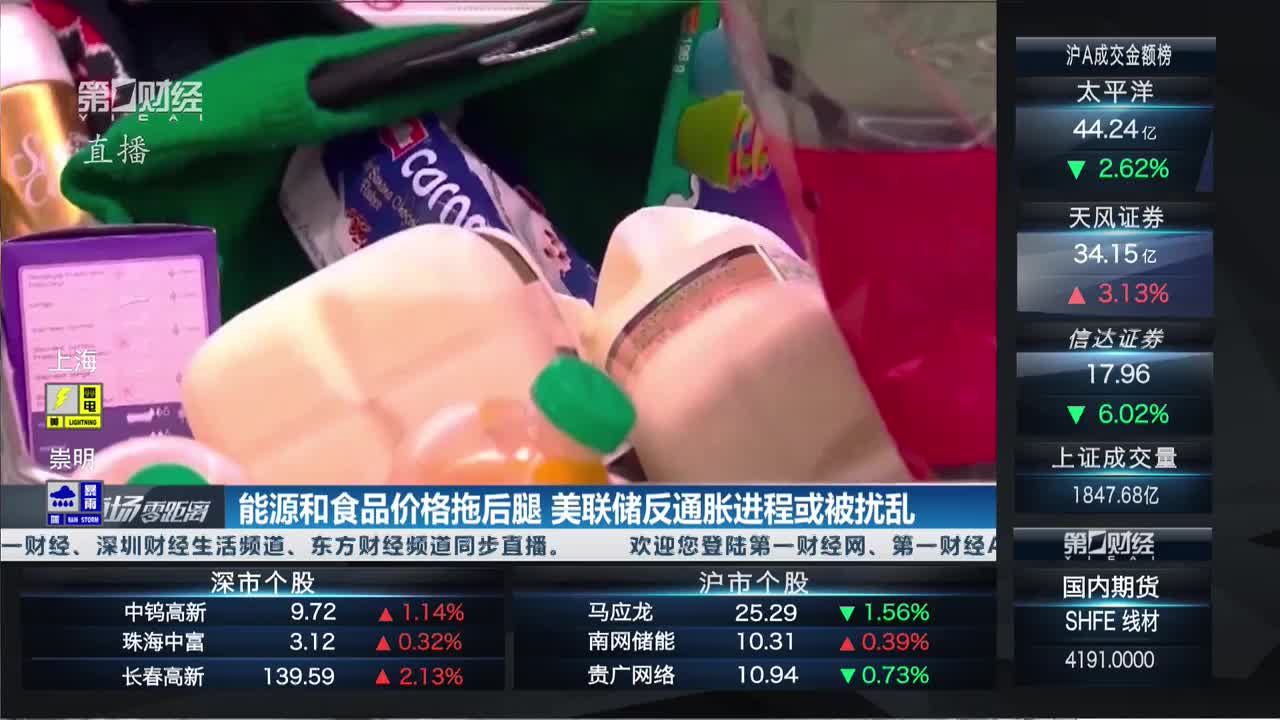 第一财经
YICAI
直播
上海
雷电
黄 LIGHTNING
崇明
暴雨
蓝 RAIN STORM
市场零距离
能源和食品价格拖后腿 美联储反通胀进程或被扰乱
一财经、深圳财经生活频道、东方财经频道同步直播。 欢迎您登陆第一财经网、第一财经A
深市个股
中钨高新 9.72 ▲ 1.14%
珠海中富 3.12 ▲ 0.32%
长春高新 139.59 ▲ 2.13%
沪市个股
马应龙 25.29 ▼ 1.56%
南网储能 10.31 ▲ 0.39%
贵广网络 10.94 ▼ 0.73%
沪A成交金额榜
太平洋
44.24亿
▼ 2.62%
天风证券
34.15亿
▲ 3.13%
信达证券
17.96
▼ 6.02%
上证成交量
1847.68亿
第一财经
YICAI
国内期货
SHFE 线材
4191.0000